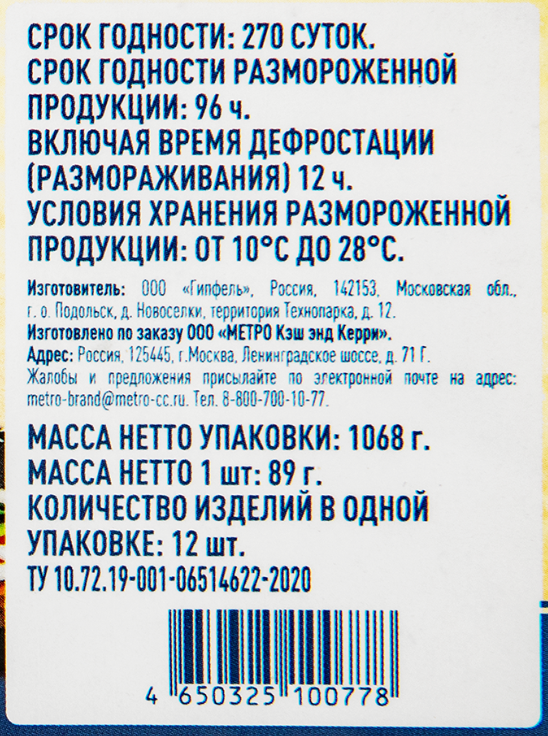 СРОК ГОДНОСТИ: 270 СУТОК.
СРОК ГОДНОСТИ РАЗМОРОЖЕННОЙ
ПРОДУКЦИИ: 96 ч.
ВКЛЮЧАЯ ВРЕМЯ ДЕФРОСТАЦИИ
(РАЗМОРАЖИВАНИЯ) 12 ч.
УСЛОВИЯ ХРАНЕНИЯ РАЗМОРОЖЕННОЙ
ПРОДУКЦИИ: ОТ 10°С ДО 28°С.
Изготовитель: ООО «Гипфель», Россия, 142153, Московская обл.,
г. о. Подольск, д. Новоселки, территория Технопарка, д. 12.
Изготовлено по заказу ООО «МЕТРО Кэш энд Керри».
Адрес: Россия, 125445, г.Москва, Ленинградское шоссе, д. 71 Г.
Жалобы и предложения присылайте по электронной почте на адрес:
metro-brand@metro-cc.ru. Тел. 8-800-700-10-77.
МАССА НЕТТО УПАКОВКИ: 1068 г.
МАССА НЕТТО 1 шт: 89 г.
КОЛИЧЕСТВО ИЗДЕЛИЙ В ОДНОЙ
УПАКОВКЕ: 12 шт.
ТУ 10.72.19-001-06514622-2020
4 650325 100778